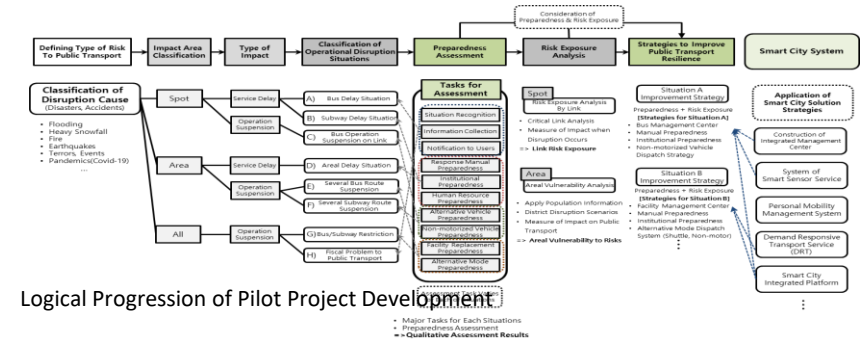 Consideration of
Preparedness & Risk Exposure
Defining Type of Risk
To Public Transport
Impact Area
Classification
Type of
Impact
Classification of
Operational Disruption
Situations
Preparedness
Assessment
Risk Exposure
Analysis
Strategies to Improve
Public Transport
Resilience
Smart City System
Classification of
Disruption Cause
(Disasters, Accidents)
• Flooding
• Heavy Snowfall
• Fire
• Earthquakes
• Terrors, Events
• Pandemics(Covid-19)
...
Spot
Area
All
Service Delay
Operation
Suspension
Service Delay
Operation
Suspension
Operation
Suspension
A) Bus Delay Situation
B) Subway Delay Situation
C) Bus Operation
Suspension on Link
D) Areal Delay Situation
E) Several Bus Route
Suspension
F) Several Subway Route
Suspension
G) Bus/Subway Restriction
H) Fiscal Problem to
Public Transport
Tasks for
Assessment
Situation Recognition
Information Collection
Notification to Users
Response Manual
Preparedness
Institutional
Preparedness
Human Resource
Preparedness
Alternative Vehicle
Preparedness
Non-motorized Vehicle
Preparedness
Facility Replacement
Preparedness
Alternative Mode
Preparedness
Assessment Task Varies
• Major Tasks for Each Situations
• Preparedness Assessment
=>Qualitative Assessment Results
Spot
Risk Exposure Analysis
By Link
• Critical Link Analysis
• Measure of Impact when
Disruption Occurs
=> Link Risk Exposure
Area
Areal Vulnerability Analysis
• Apply Population Information
• District Disruption Scenarios
• Measure of Impact on Public
Transport
=> Areal Vulnerability to Risks
Situation A
Improvement Strategy
Preparedness + Risk Exposure
[Strategies for Situation A]
• Bus Management Center
• Manual Preparedness
• Institutional Preparedness
• Non-motorized Vehicle
Dispatch Strategy
Situation B
Improvement Strategy
Preparedness + Risk Exposure
[Strategies for Situation B]
• Facility Management Center
• Manual Preparedness
• Institutional Preparedness
• Alternative Mode Dispatch
System (Shuttle, Non-motor)
Application of
Smart City Solution
Strategies
Construction of
Integrated Management
Center
System of
Smart Sensor Service
Personal Mobility
Management System
Demand Responsive
Transport Service
(DRT)
Smart City
Integrated Platform
Logical Progression of Pilot Project Development